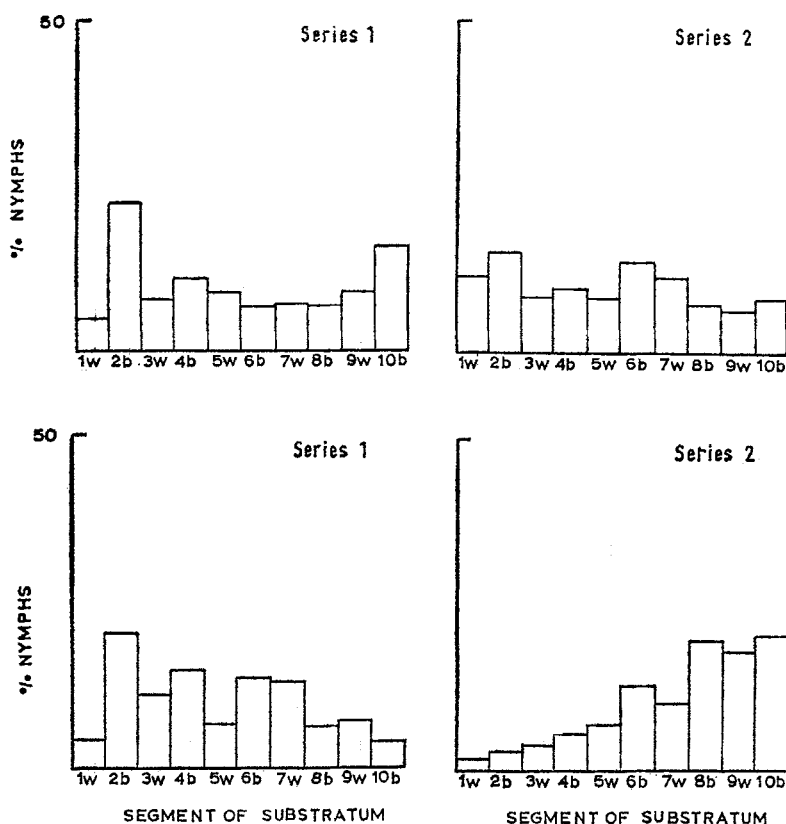 50
Series 1
Series 2
% NYMPHS
1w 2b 3w 4b 5w 6b 7w 8b 9w 10b
1w 2b 3w 4b 5w 6b 7w 8b 9w 10b
50
Series 1
Series 2
% NYMPHS
1w 2b 3w 4b 5w 6b 7w 8b 9w 10b
1w 2b 3w 4b 5w 6b 7w 8b 9w 10b
SEGMENT OF SUBSTRATUM
SEGMENT OF SUBSTRATUM